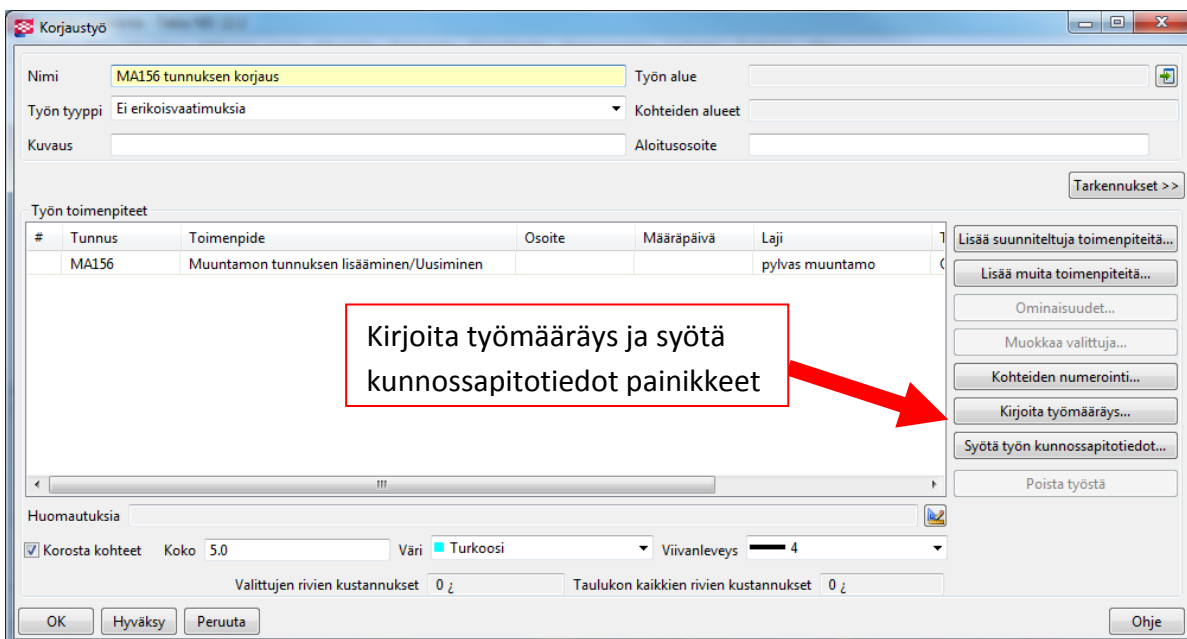 Korjaustyö
Nimi MA156 tunnuksen korjaus Työn alue
Työn tyyppi Ei erikoisvaatimuksia Kohteiden alueet
Kuvaus Aloitusosoite
Tarkennukset >>
Työn toimenpiteet
# Tunnus Toimenpide Osoite Määräpäivä Laji
MA156 Muuntamon tunnuksen lisääminen/Uusiminen pylvas muuntamo
Lisää suunniteltuja toimenpiteitä...
Lisää muita toimenpiteitä...
Ominaisuudet...
Muokkaa valittuja...
Kohteiden numerointi...
Kirjoita työmääräys...
Syötä työn kunnossapitotiedot...
Poista työstä
Kirjoita työmääräys ja syötä
kunnossapitotiedot painikkeet
Huomautuksia
Korosta kohteet Koko 5.0 Väri Turkoosi Viivanleveys 4
Valittujen rivien kustannukset 0 ¿ Taulukon kaikkien rivien kustannukset 0 ¿
OK Hyväksy Peruuta Ohje